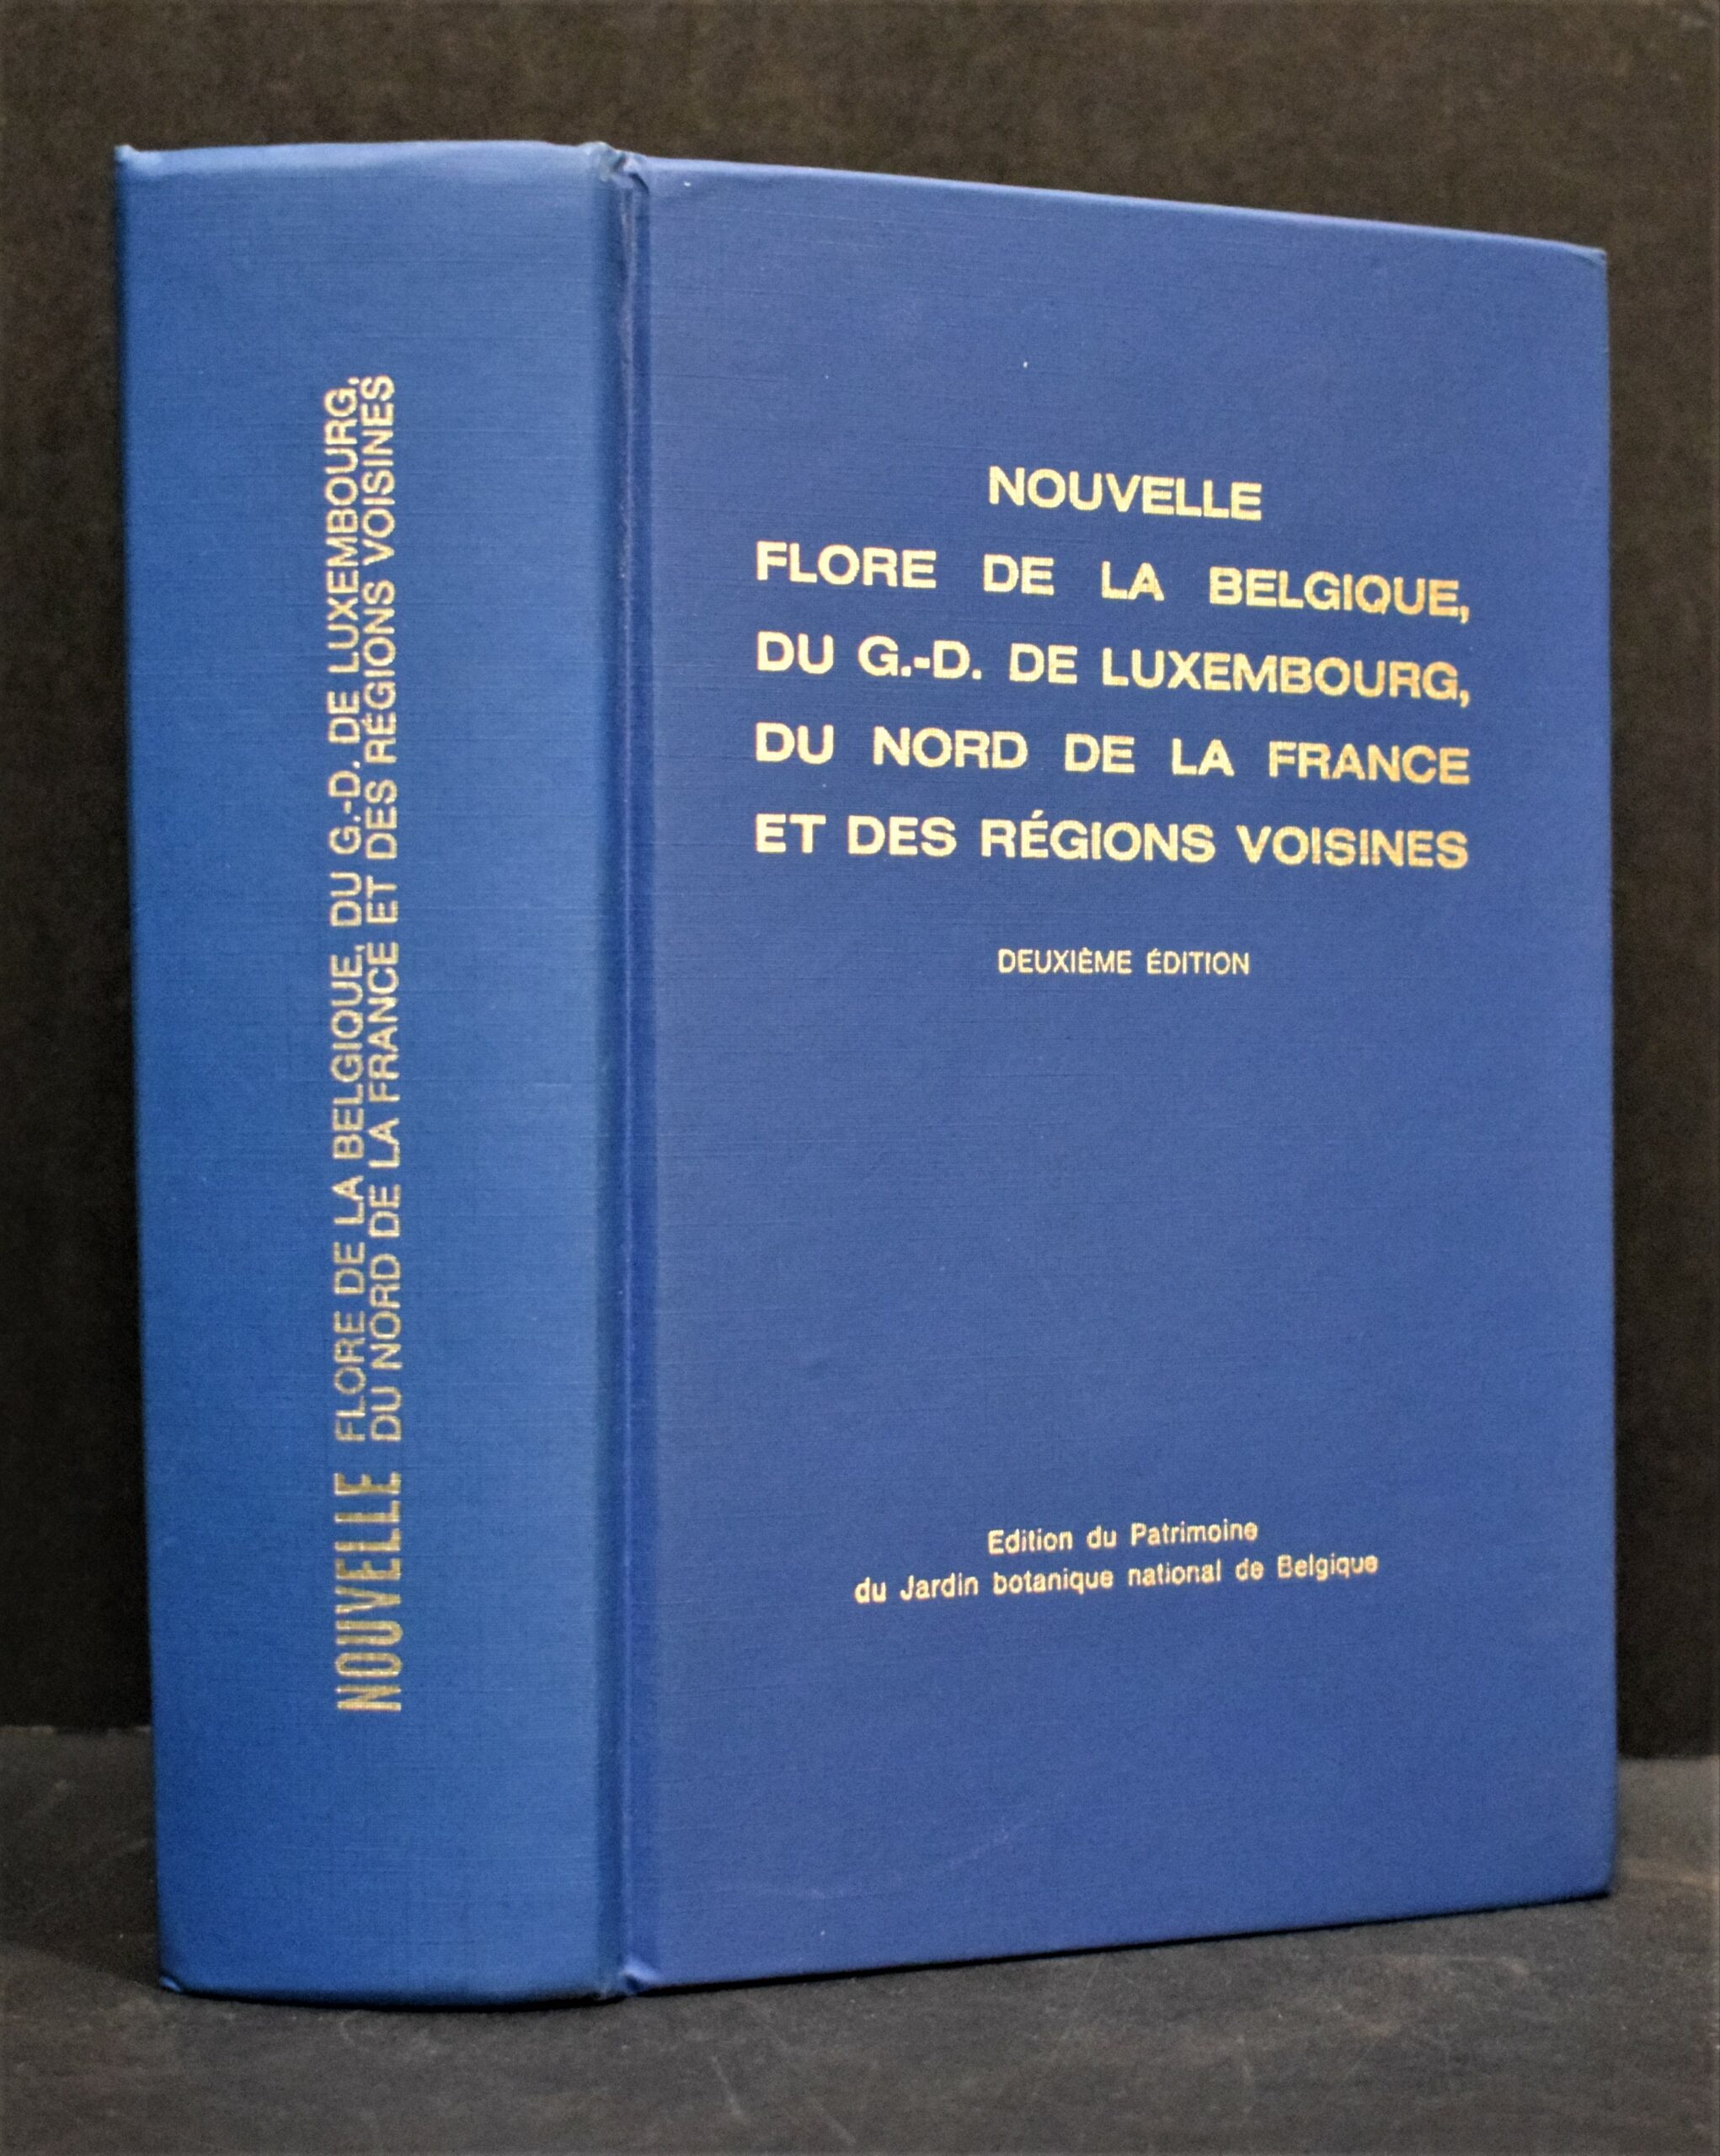 NOUVELLE FLORE DE LA BELGIQUE, DU G.-D. DE LUXEMBOURG,
DU NORD DE LA FRANCE ET DES RÉGIONS VOISINES
NOUVELLE
FLORE DE LA BELGIQUE,
DU G.-D. DE LUXEMBOURG,
DU NORD DE LA FRANCE
ET DES RÉGIONS VOISINES
DEUXIÈME ÉDITION
Edition du Patrimoine
du Jardin botanique national de Belgique